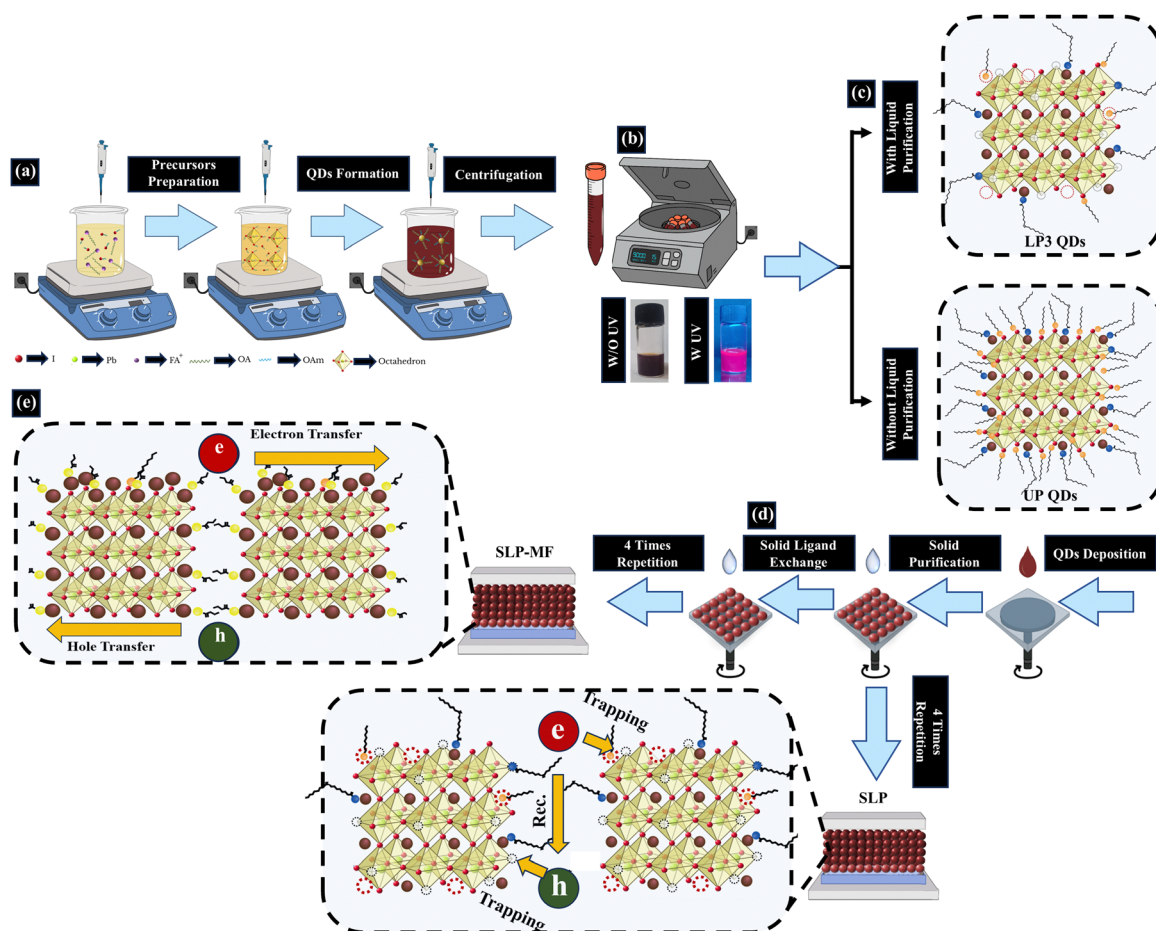 (a)
Precursors
Preparation
QDs Formation
Centrifugation
I
Pb
FA+
OA
OAm
Octahedron
(b)
W/O UV
W UV
(c)
With Liquid
Purification
LP3 QDs
Without Liquid
Purification
UP QDs
(d)
QDs Deposition
Solid
Purification
Solid Ligand
Exchange
4 Times
Repetition
4 Times
Repetition
SLP
SLP-MF
(e)
e
Electron Transfer
h
Hole Transfer
Trapping
e
Rec.
h
Trapping